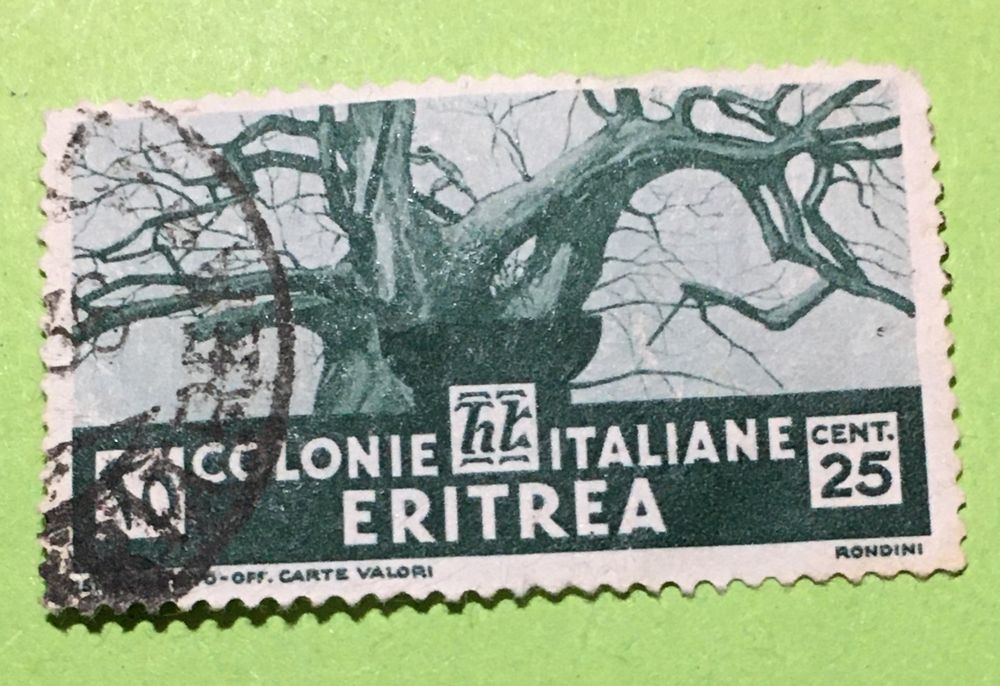 COLONIE ITALIANE
ERITREA
CENT.
25
-OFF. CARTE VALORI
RONDINI